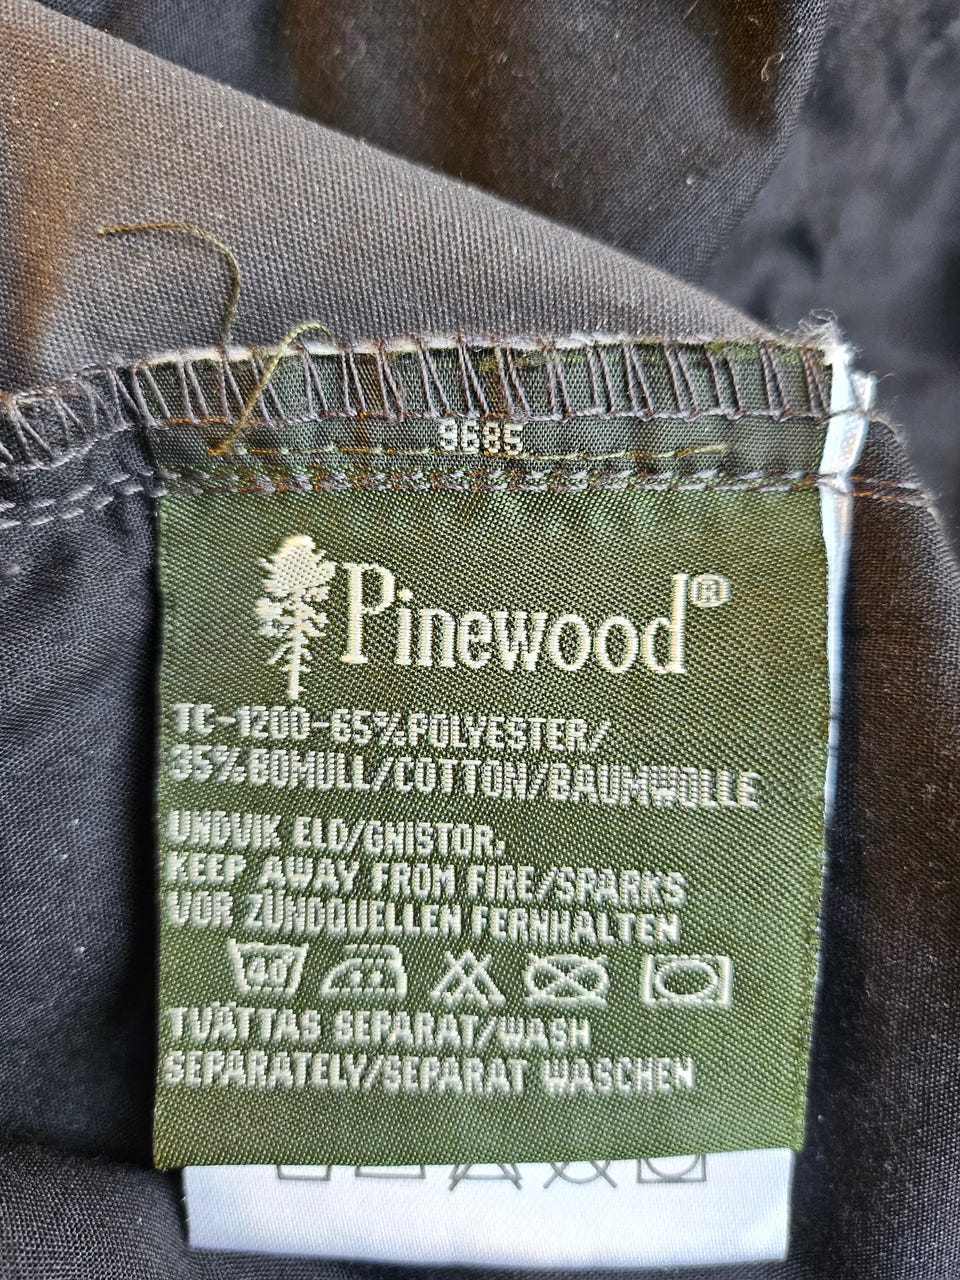 9685
Pinewood®
TC-1200-65%POLYESTER/
35%BOMULL/COTTON/BAUMWOLLE
UNDVIK ELD/GNISTOR.
KEEP AWAY FROM FIRE/SPARKS
VOR ZÜNDQUELLEN FERNHALTEN
40
TVÄTTAS SEPARAT/WASH
SEPARATELY/SEPARAT WASCHEN